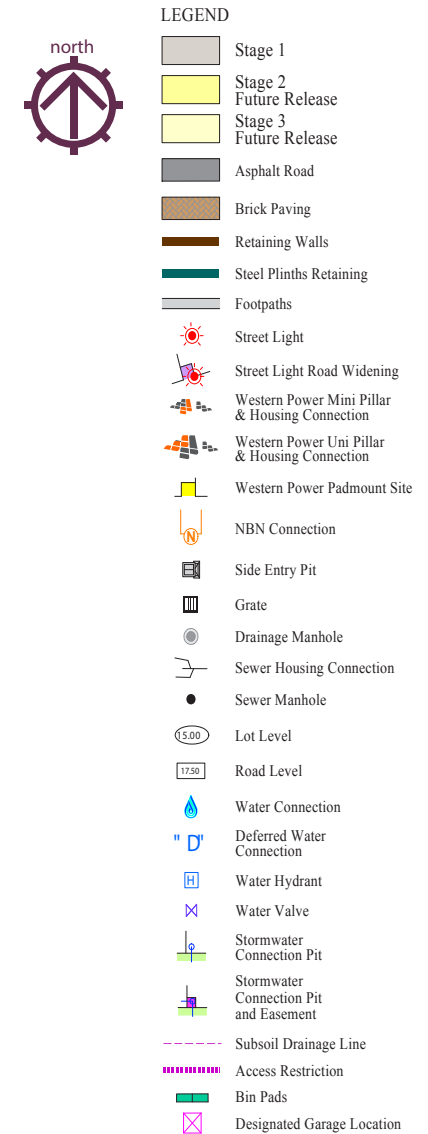 LEGEND
north
Stage 1
Stage 2
Future Release
Stage 3
Future Release
Asphalt Road
Brick Paving
Retaining Walls
Steel Plinths Retaining
Footpaths
Street Light
Street Light Road Widening
Western Power Mini Pillar
& Housing Connection
Western Power Uni Pillar
& Housing Connection
Western Power Padmount Site
N
NBN Connection
Side Entry Pit
Grate
Drainage Manhole
Sewer Housing Connection
Sewer Manhole
15.00
Lot Level
17.50
Road Level
Water Connection
"D"
Deferred Water
Connection
H
Water Hydrant
Water Valve
Stormwater
Connection Pit
Stormwater
Connection Pit
and Easement
Subsoil Drainage Line
Access Restriction
Bin Pads
Designated Garage Location